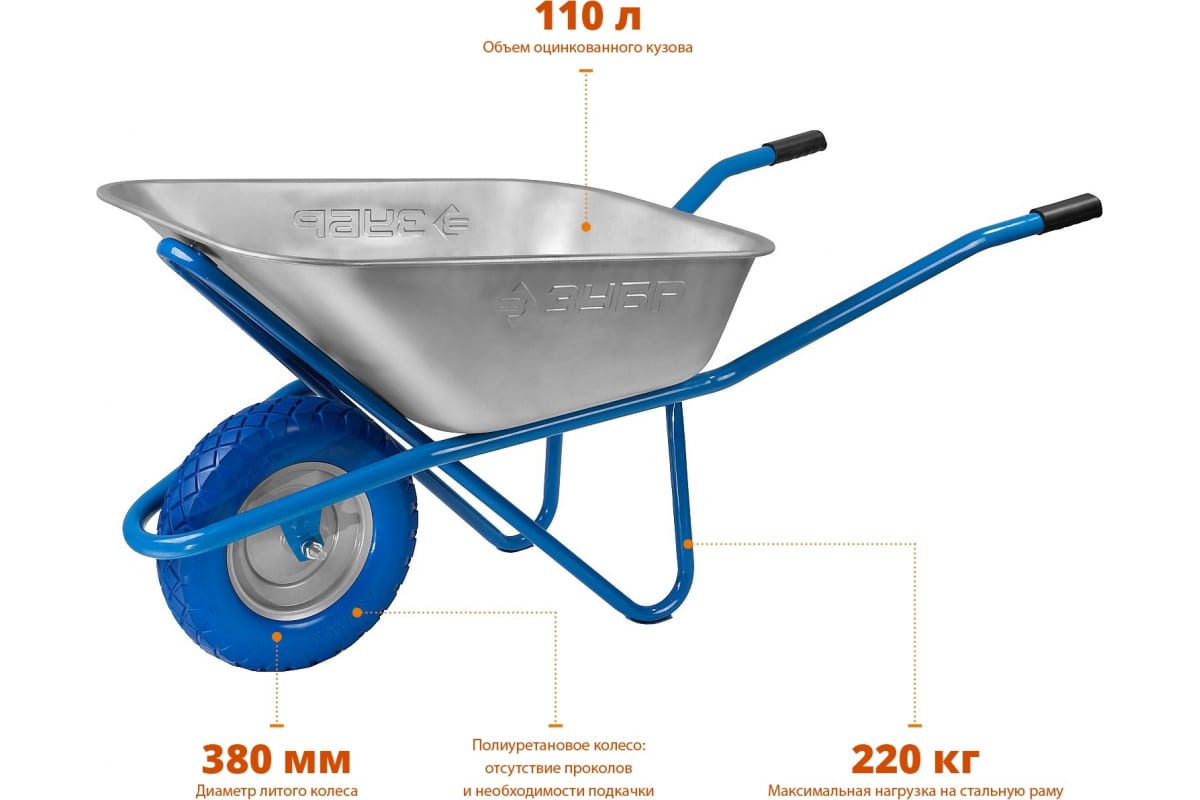 110 л
Объем оцинкованного кузова
ЗУБР
ЗУБР
380 мм
Диаметр литого колеса
Полиуретановое колесо:
отсутствие проколов
и необходимости подкачки
220 кг
Максимальная нагрузка на стальную раму